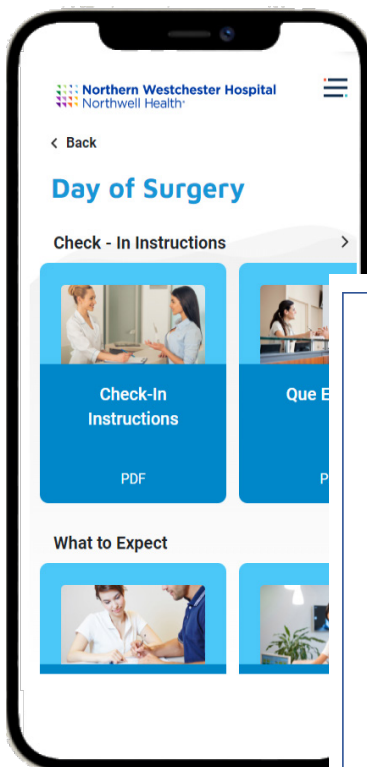 Northern Westchester Hospital
Northwell Health
< Back
Day of Surgery
Check - In Instructions >
Check-In
Instructions
PDF
Que E
P
What to Expect